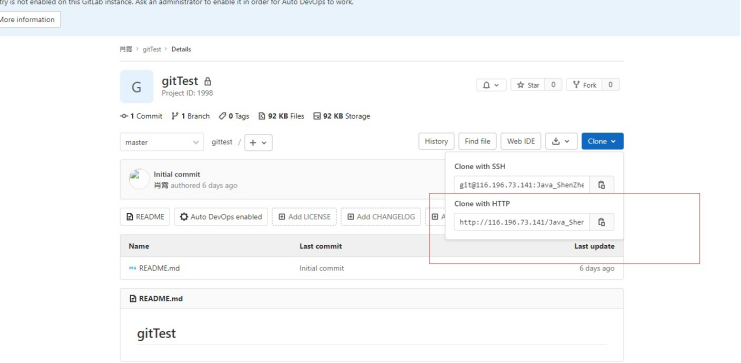 try is not enabled on this GitLab instance. Ask an administrator to enable it in order for Auto DevOps to work.
More information
肖霄 > gitTest > Details
G
gitTest
Project ID: 1998
1 Commit 1 Branch 0 Tags 92 KB Files 92 KB Storage
Star 0 Fork 0
master gittest / + History Find file Web IDE Clone
Initial commit
肖霄 authored 6 days ago
Clone with SSH
git@116.196.73.141:Java_ShenZhe
Clone with HTTP
http://116.196.73.141/Java_Sher
README Auto DevOps enabled Add LICENSE Add CHANGELOG A
Name Last commit Last update
README.md Initial commit 6 days ago
README.md
gitTest